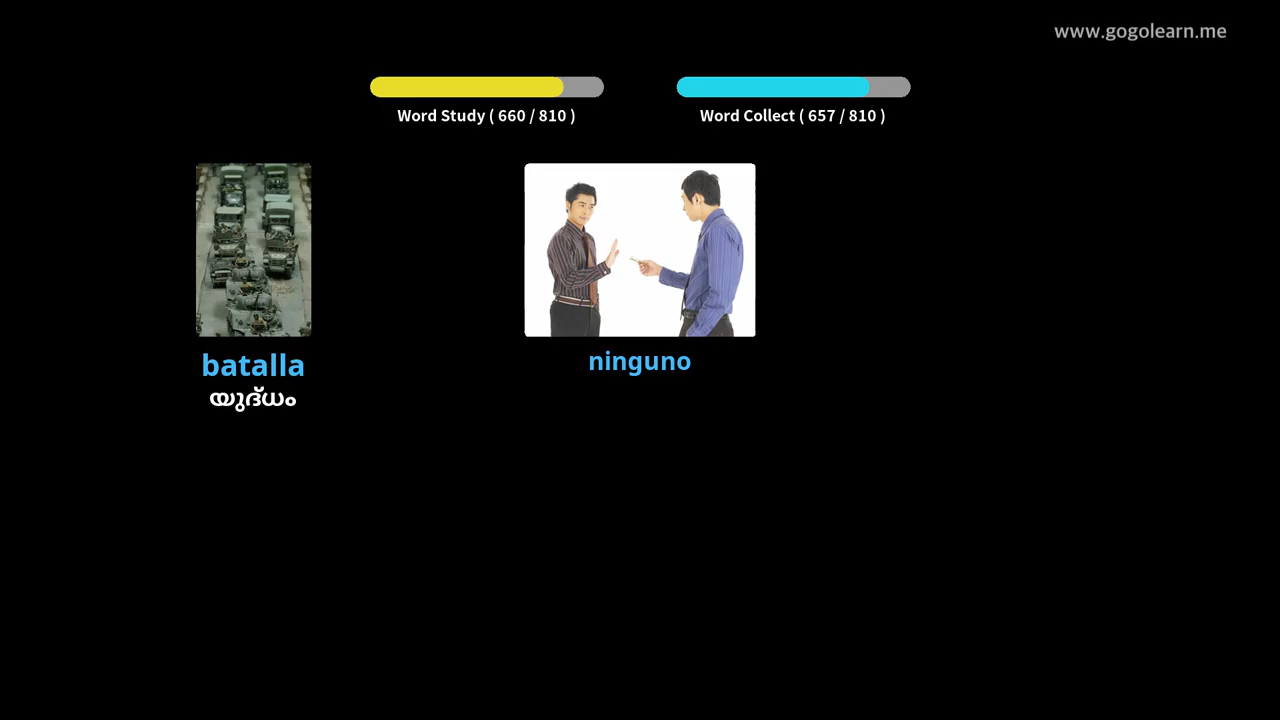 www.gogolearn.me
Word Study ( 660 / 810 )
Word Collect ( 657 / 810 )
batalla
യുദ്ധം
ninguno